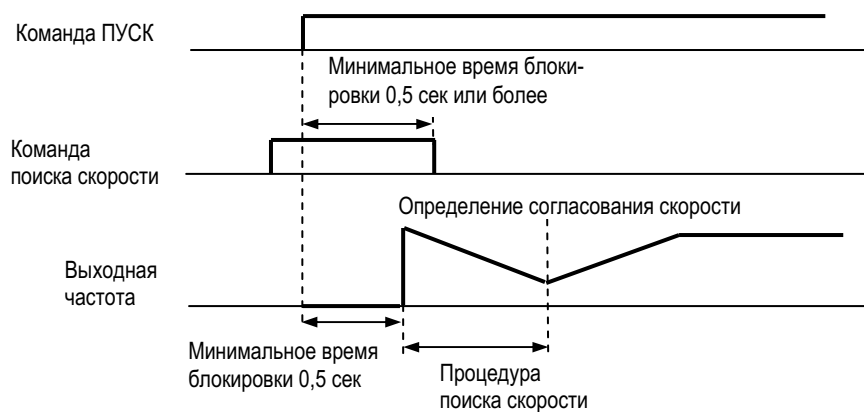 Команда ПУСК
Минимальное время блоки-
ровки 0,5 сек или более
Команда
поиска скорости
Определение согласования скорости
Выходная
частота
Минимальное время
блокировки 0,5 сек
Процедура
поиска скорости